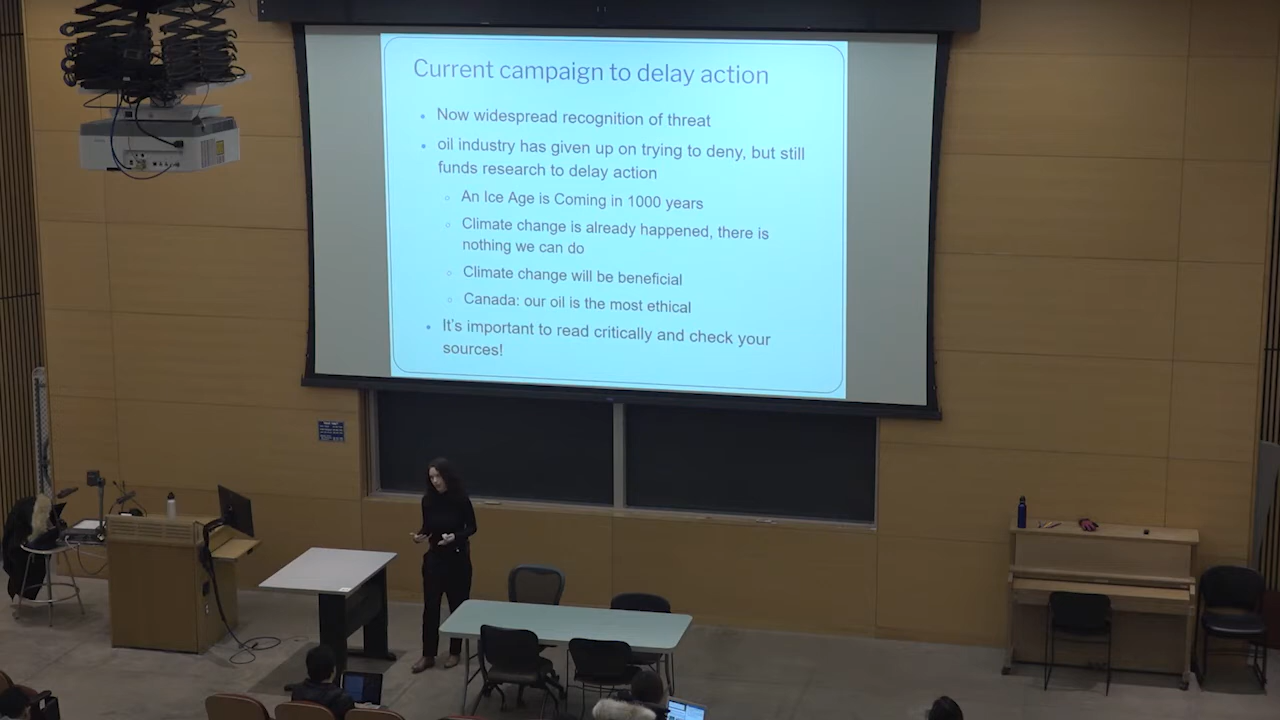 Current campaign to delay action
• Now widespread recognition of threat
• oil industry has given up on trying to deny, but still
funds research to delay action
○ An Ice Age is Coming in 1000 years
○ Climate change is already happened, there is
nothing we can do
○ Climate change will be beneficial
○ Canada: our oil is the most ethical
• It's important to read critically and check your
sources!